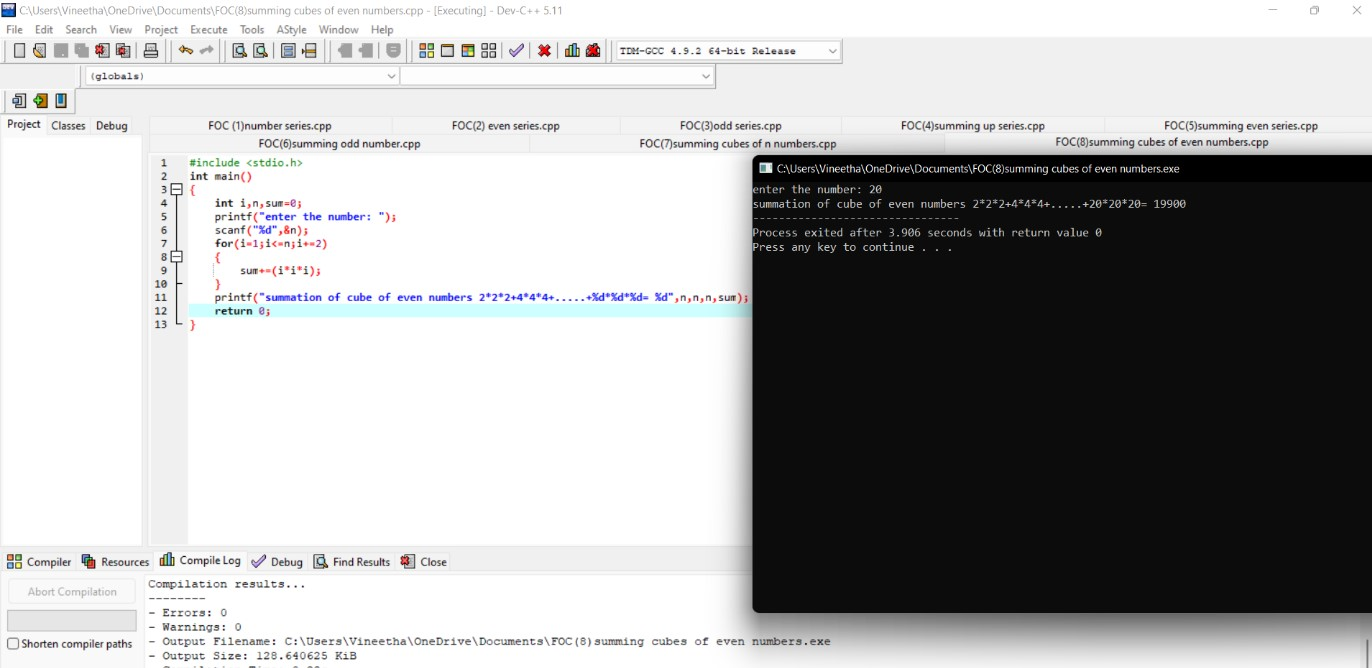 C:\Users\Vineetha\OneDrive\Documents\FOC(8)summing cubes of even numbers.cpp - [Executing] - Dev-C++ 5.11
File Edit Search View Project Execute Tools AStyle Window Help
TDM-GCC 4.9.2 64-bit Release
(globals)
Project Classes Debug
FOC (1)number series.cpp FOC(2) even series.cpp FOC(3)odd series.cpp FOC(4)summing up series.cpp FOC(5)summing even series.cpp
FOC(6)summing odd number.cpp FOC(7)summing cubes of n numbers.cpp FOC(8)summing cubes of even numbers.cpp
1 #include <stdio.h>
2 int main()
3 {
4 int i,n,sum=0;
5 printf("enter the number: ");
6 scanf("%d",&n);
7 for(i=1;i<=n;i+=2)
8 {
9 sum+=(i*i*i);
10 }
11 printf("summation of cube of even numbers 2*2*2+4*4*4+.....+%d*%d*%d= %d",n,n,n,sum);
12 return 0;
13 }
C:\Users\Vineetha\OneDrive\Documents\FOC(8)summing cubes of even numbers.exe
enter the number: 20
summation of cube of even numbers 2*2*2+4*4*4+.....+20*20*20= 19900
--------------------------------
Process exited after 3.906 seconds with return value 0
Press any key to continue . . .
Compiler Resources Compile Log Debug Find Results Close
Abort Compilation
Shorten compiler paths
Compilation results...
--------
- Errors: 0
- Warnings: 0
- Output Filename: C:\Users\Vineetha\OneDrive\Documents\FOC(8)summing cubes of even numbers.exe
- Output Size: 128.640625 KiB